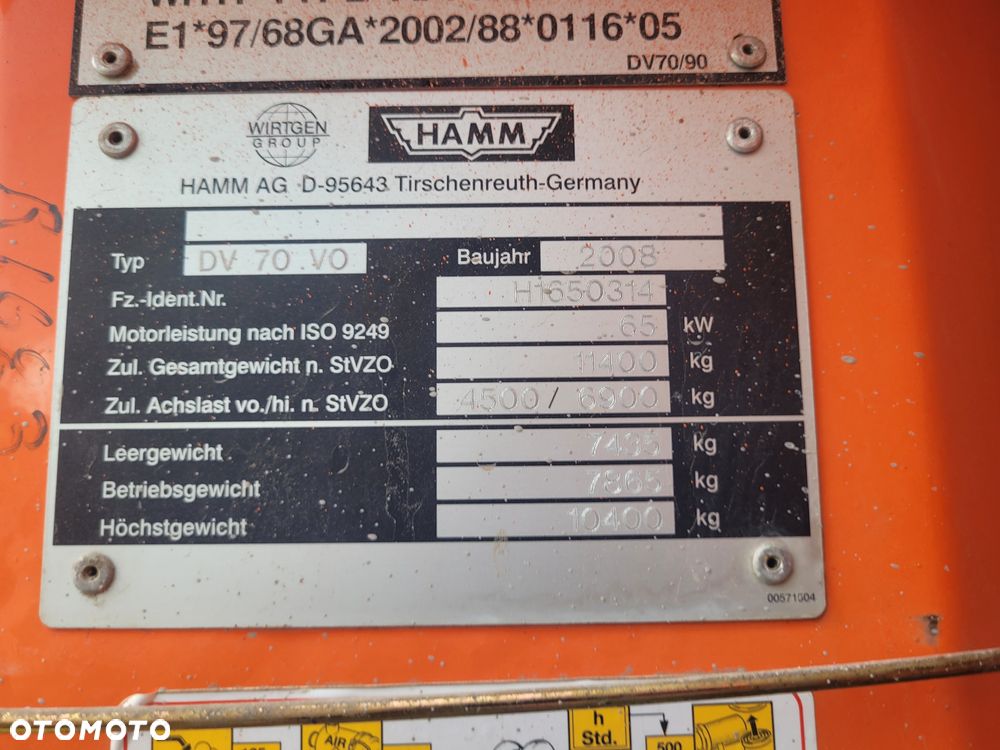 E1*97/68GA*2002/88*0116*05
DV70/90
WIRTGEN
GROUP
HAMM
HAMM AG D-95643 Tirschenreuth-Germany
Typ DV 70 VO Baujahr 2008
Fz.-Ident.Nr. H1650314
Motorleistung nach ISO 9249 65 kW
Zul. Gesamtgewicht n. StVZO 11400 kg
Zul. Achslast vo./hi. n. StVZO 4500 / 6900 kg
Leergewicht 7435 kg
Betriebsgewicht 7865 kg
Höchstgewicht 10400 kg
h
Std.
AIR
500
OTOMOTO